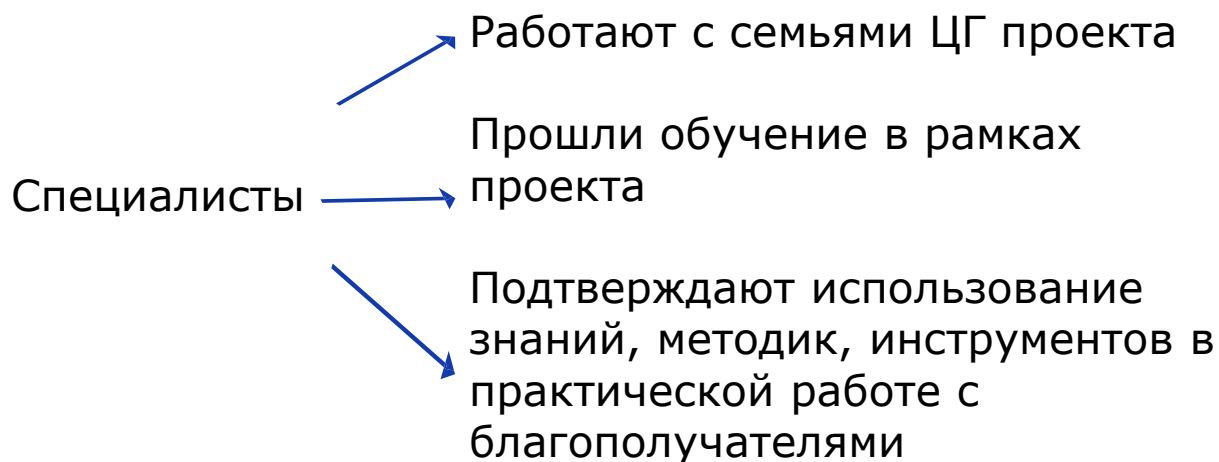 Работают с семьями ЦГ проекта
Прошли обучение в рамках
проекта
Специалисты
Подтверждают использование
знаний, методик, инструментов в
практической работе с
благополучателями